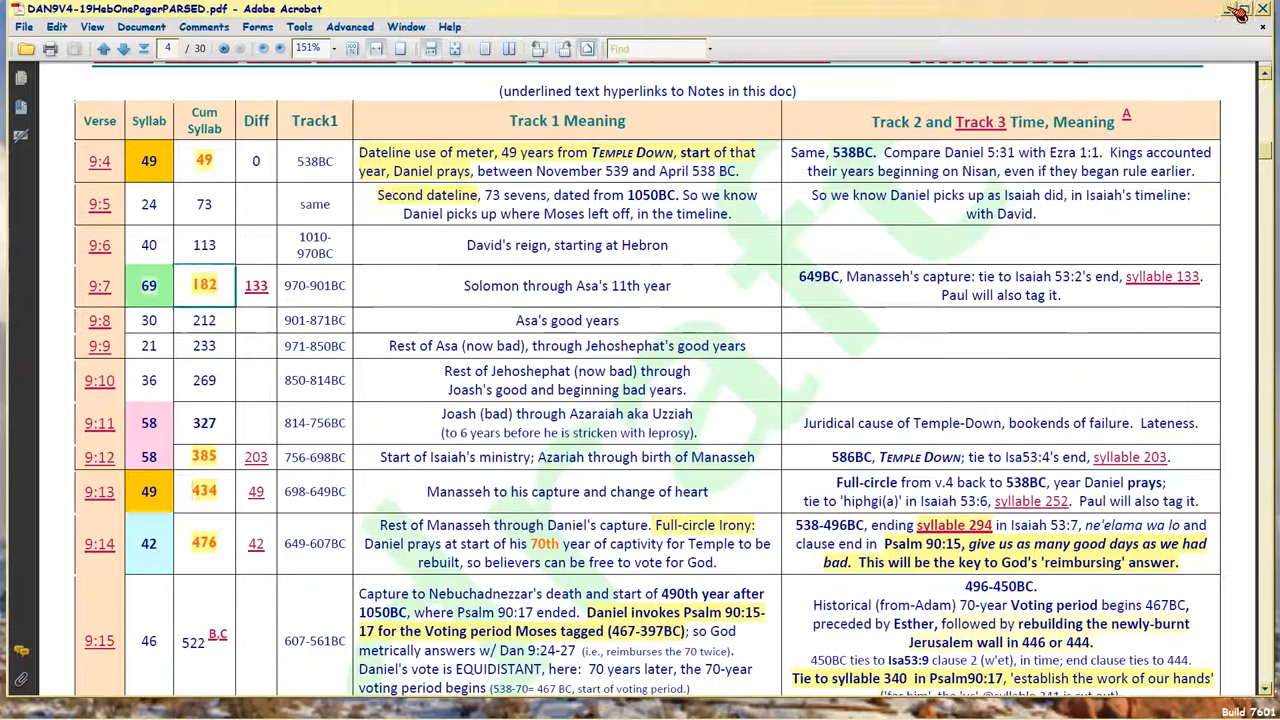 DAN9V4-19HebOnePagerPARSED.pdf - Adobe Acrobat
File Edit View Document Comments Forms Tools Advanced Window Help
4 / 30 151% Find
(underlined text hyperlinks to Notes in this doc)
Verse Syllab Cum Syllab Diff Track1 Track 1 Meaning Track 2 and Track 3 Time, Meaning A
9:4 49 49 0 538BC
Dateline use of meter, 49 years from TEMPLE DOWN, start of that
year, Daniel prays, between November 539 and April 538 BC.
Same, 538BC. Compare Daniel 5:31 with Ezra 1:1. Kings accounted
their years beginning on Nisan, even if they began rule earlier.
9:5 24 73 same
Second dateline, 73 sevens, dated from 1050BC. So we know
Daniel picks up where Moses left off, in the timeline.
So we know Daniel picks up as Isaiah did, in Isaiah's timeline:
with David.
9:6 40 113 1010-
970BC
David's reign, starting at Hebron
9:7 69 182 133 970-901BC
Solomon through Asa's 11th year
649BC, Manasseh's capture: tie to Isaiah 53:2's end, syllable 133.
Paul will also tag it.
9:8 30 212 901-871BC
Asa's good years
9:9 21 233 971-850BC
Rest of Asa (now bad), through Jehoshephat's good years
9:10 36 269 850-814BC
Rest of Jehoshephat (now bad) through
Joash's good and beginning bad years.
9:11 58 327 814-756BC
Joash (bad) through Azaraiah aka Uzziah
(to 6 years before he is stricken with leprosy).
Juridical cause of Temple-Down, bookends of failure. Lateness.
9:12 58 385 203 756-698BC
Start of Isaiah's ministry; Azariah through birth of Manasseh
586BC, TEMPLE DOWN; tie to Isa53:4's end, syllable 203.
9:13 49 434 49 698-649BC
Manasseh to his capture and change of heart
Full-circle from v.4 back to 538BC, year Daniel prays;
tie to 'hiphgi(a)' in Isaiah 53:6, syllable 252. Paul will also tag it.
9:14 42 476 42 649-607BC
Rest of Manasseh through Daniel's capture. Full-circle Irony:
Daniel prays at start of his 70th year of captivity for Temple to be
rebuilt, so believers can be free to vote for God.
538-496BC, ending syllable 294 in Isaiah 53:7, ne'elama wa lo and
clause end in Psalm 90:15, give us as many good days as we had
bad. This will be the key to God's 'reimbursing' answer.
9:15 46 522 B,C 607-561BC
Capture to Nebuchadnezzar's death and start of 490th year after
1050BC, where Psalm 90:17 ended. Daniel invokes Psalm 90:15-
17 for the Voting period Moses tagged (467-397BC); so God
metrically answers w/ Dan 9:24-27 (i.e., reimburses the 70 twice).
Daniel's vote is EQUIDISTANT, here: 70 years later, the 70-year
voting period begins (538-70= 467 BC, start of voting period.)
496-450BC.
Historical (from-Adam) 70-year Voting period begins 467BC,
preceded by Esther, followed by rebuilding the newly-burnt
Jerusalem wall in 446 or 444.
450BC ties to Isa53:9 clause 2 (w'et), in time; end clause ties to 444.
Tie to syllable 340 in Psalm90:17, 'establish the work of our hands'
Build 7601